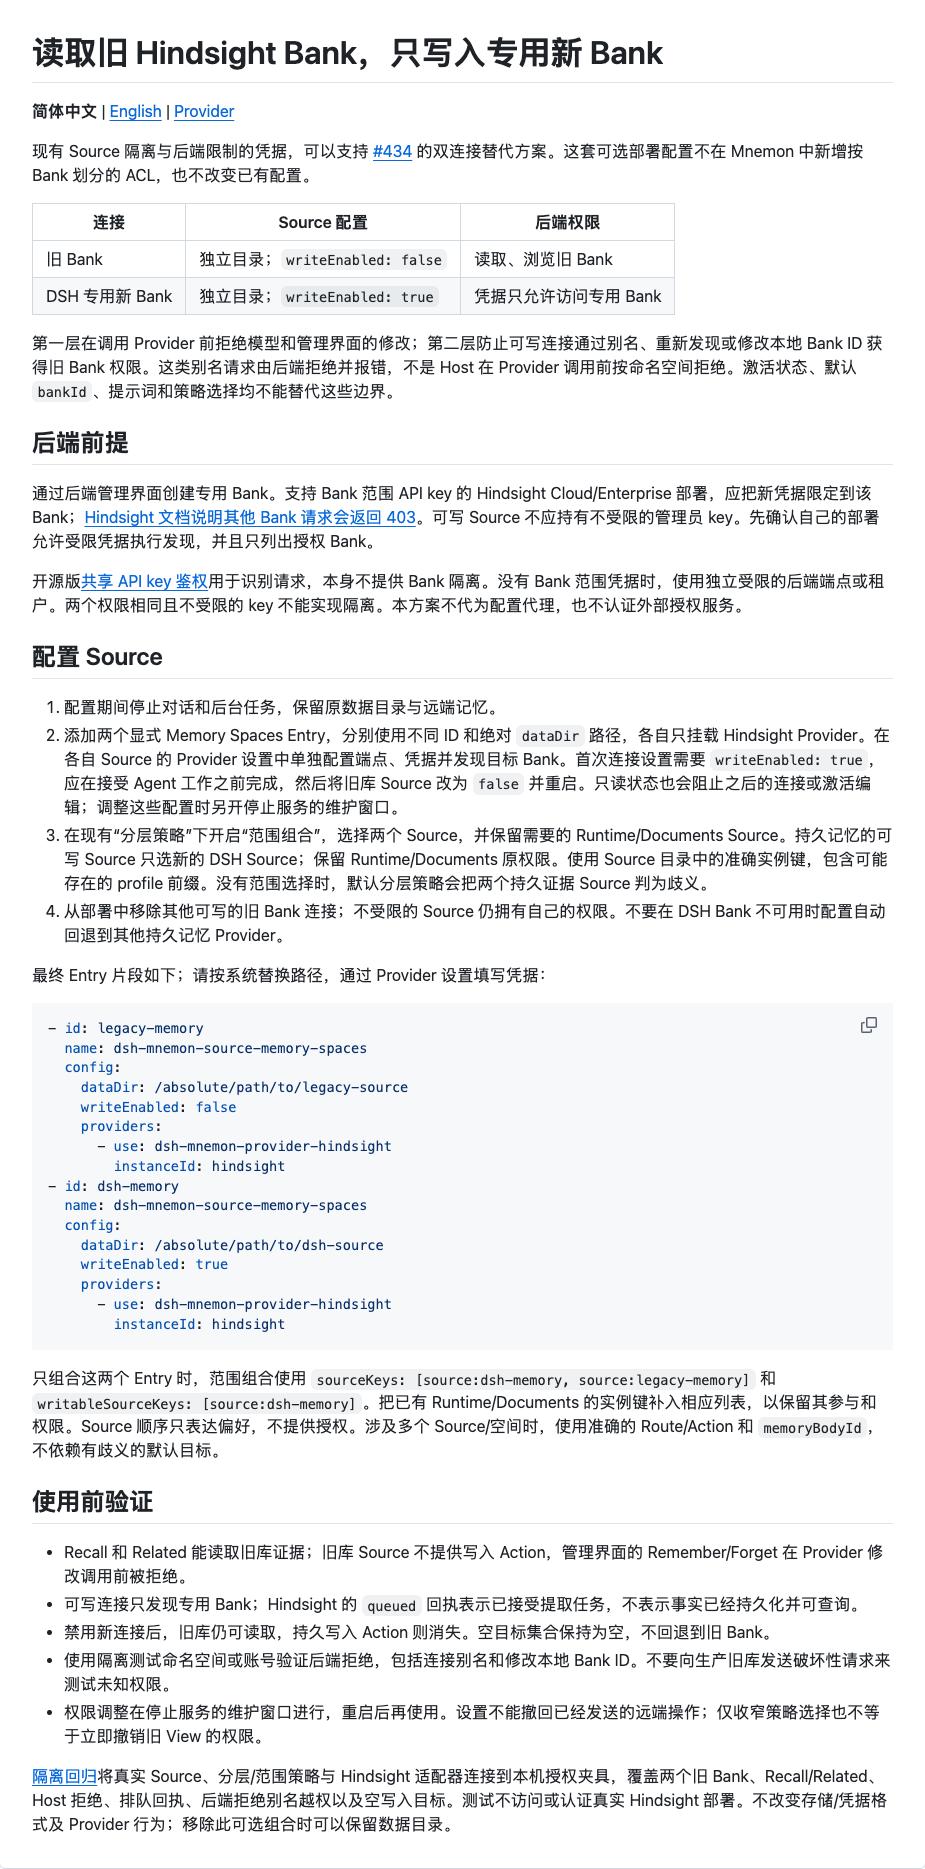 读取旧 Hindsight Bank，只写入专用新 Bank
简体中文 | English | Provider
现有 Source 隔离与后端限制的凭据，可以支持 #434 的双连接替代方案。这套可选部署配置不在 Mnemon 中新增按
Bank 划分的 ACL，也不改变已有配置。
连接 Source 配置 后端权限
旧 Bank 独立目录； writeEnabled: false 读取、浏览旧 Bank
DSH 专用新 Bank 独立目录； writeEnabled: true 凭据只允许访问专用 Bank
第一层在调用 Provider 前拒绝模型和管理界面的修改；第二层防止可写连接通过别名、重新发现或修改本地 Bank ID 获
得旧 Bank 权限。这类别名请求由后端拒绝并报错，不是 Host 在 Provider 调用前按命名空间拒绝。激活状态、默认
bankId 、提示词和策略选择均不能替代这些边界。
后端前提
通过后端管理界面创建专用 Bank。支持 Bank 范围 API key 的 Hindsight Cloud/Enterprise 部署，应把新凭据限定到该
Bank；Hindsight 文档说明其他 Bank 请求会返回 403。可写 Source 不应持有不受限的管理员 key。先确认自己的部署
允许受限凭据执行发现，并且只列出授权 Bank。
开源版共享 API key 鉴权用于识别请求，本身不提供 Bank 隔离。没有 Bank 范围凭据时，使用独立受限的后端端点或租
户。两个权限相同且不受限的 key 不能实现隔离。本方案不代为配置代理，也不认证外部授权服务。
配置 Source
1. 配置期间停止对话和后台任务，保留原数据目录与远端记忆。
2. 添加两个显式 Memory Spaces Entry，分别使用不同 ID 和绝对 dataDir 路径，各自只挂载 Hindsight Provider。在
各自 Source 的 Provider 设置中单独配置端点、凭据并发现目标 Bank。首次连接设置需要 writeEnabled: true ，
应在接受 Agent 工作之前完成，然后将旧库 Source 改为 false 并重启。只读状态也会阻止之后的连接或激活编
辑；调整这些配置时另开停止服务的维护窗口。
3. 在现有“分层策略”下开启“范围组合”，选择两个 Source，并保留需要的 Runtime/Documents Source。持久记忆的可
写 Source 只选新的 DSH Source；保留 Runtime/Documents 原权限。使用 Source 目录中的准确实例键，包含可能
存在的 profile 前缀。没有范围选择时，默认分层策略会把两个持久证据 Source 判为歧义。
4. 从部署中移除其他可写的旧 Bank 连接；不受限的 Source 仍拥有自己的权限。不要在 DSH Bank 不可用时配置自动
回退到其他持久记忆 Provider。
最终 Entry 片段如下；请按系统替换路径，通过 Provider 设置填写凭据：
- id: legacy-memory
name: dsh-mnemon-source-memory-spaces
config:
dataDir: /absolute/path/to/legacy-source
writeEnabled: false
providers:
- use: dsh-mnemon-provider-hindsight
instanceId: hindsight
- id: dsh-memory
name: dsh-mnemon-source-memory-spaces
config:
dataDir: /absolute/path/to/dsh-source
writeEnabled: true
providers:
- use: dsh-mnemon-provider-hindsight
instanceId: hindsight
只组合这两个 Entry 时，范围组合使用 sourceKeys: [source:dsh-memory, source:legacy-memory] 和
writableSourceKeys: [source:dsh-memory] 。把已有 Runtime/Documents 的实例键补入相应列表，以保留其参与和
权限。Source 顺序只表达偏好，不提供授权。涉及多个 Source/空间时，使用准确的 Route/Action 和 memoryBodyId ，
不依赖有歧义的默认目标。
使用前验证
• Recall 和 Related 能读取旧库证据；旧库 Source 不提供写入 Action，管理界面的 Remember/Forget 在 Provider 修
改调用前被拒绝。
• 可写连接只发现专用 Bank；Hindsight 的 queued 回执表示已接受提取任务，不表示事实已经持久化并可查询。
• 禁用新连接后，旧库仍可读取，持久写入 Action 则消失。空目标集合保持为空，不回退到旧 Bank。
• 使用隔离测试命名空间或账号验证后端拒绝，包括连接别名和修改本地 Bank ID。不要向生产旧库发送破坏性请求来
测试未知权限。
• 权限调整在停止服务的维护窗口进行，重启后再使用。设置不能撤回已经发送的远端操作；仅收窄策略选择也不等
于立即撤销旧 View 的权限。
隔离回归将真实 Source、分层/范围策略与 Hindsight 适配器连接到本机授权夹具，覆盖两个旧 Bank、Recall/Related、
Host 拒绝、排队回执、后端拒绝别名越权以及空写入目标。测试不访问或认证真实 Hindsight 部署。不改变存储/凭据格
式及 Provider 行为；移除此可选组合时可以保留数据目录。